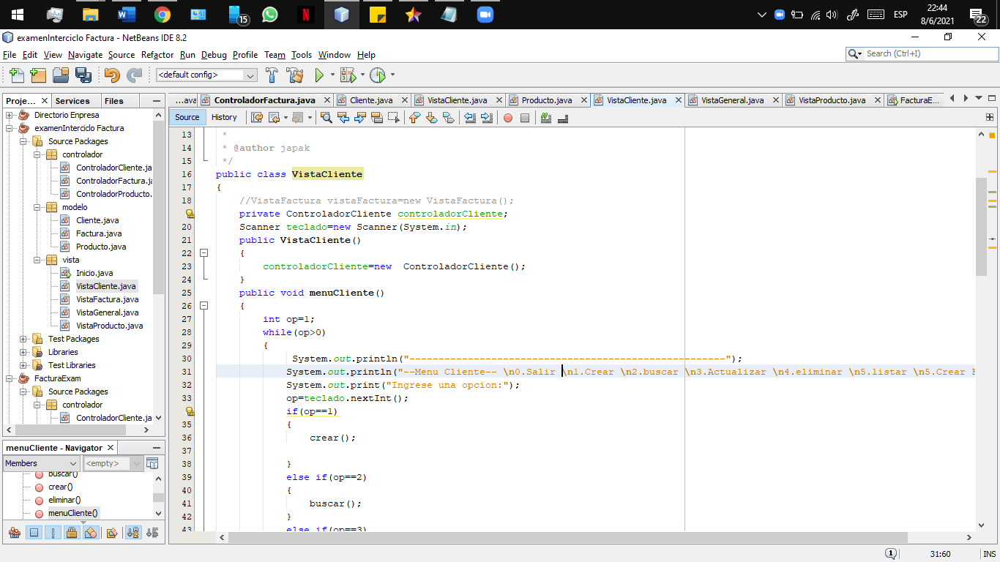 15
ESP
22:44
8/6/2021
22
examenInterciclo Factura - NetBeans IDE 8.2
File Edit View Navigate Source Refactor Run Debug Profile Team Tools Window Help
Search (Ctrl+I)
<default config>
Proje... Services Files
...ava ControladorFactura.java Cliente.java VistaCliente.java Producto.java VistaCliente.java VistaGeneral.java VistaProducto.java FacturaE...
Source History
Directorio Enpresa
examenInterciclo Factura
Source Packages
controlador
ControladorCliente.ja
ControladorFactura.ja
ControladorProducto.
modelo
Cliente.java
Factura.java
Producto.java
vista
Inicio.java
VistaCliente.java
VistaFactura.java
VistaGeneral.java
VistaProducto.java
Test Packages
Libraries
Test Libraries
FacturaExam
Source Packages
controlador
ControladorCliente.ja
menuCliente - Navigator
Members <empty>
buscar()
crear()
eliminar()
menuCliente()
13 *
14 * @author japak
15 */
16 public class VistaCliente
17 {
18 //VistaFactura vistaFactura=new VistaFactura();
private ControladorCliente controladorCliente;
20 Scanner teclado=new Scanner(System.in);
21 public VistaCliente()
22 {
23 controladorCliente=new  ControladorCliente();
24 }
25 public void menuCliente()
26 {
27 int op=1;
28 while(op>0)
29 {
30 System.out.println("------------------------------------------------------");
31 System.out.println("--Menu Cliente-- \n0.Salir \n1.Crear \n2.buscar \n3.Actualizar \n4.eliminar \n5.listar \n5.Crear
32 System.out.print("Ingrese una opcion:");
33 op=teclado.nextInt();
if(op==1)
35 {
36 crear();
37
38 }
39 else if(op==2)
40 {
41 buscar();
42 }
43 else if(op==3)
1
31:60
INS